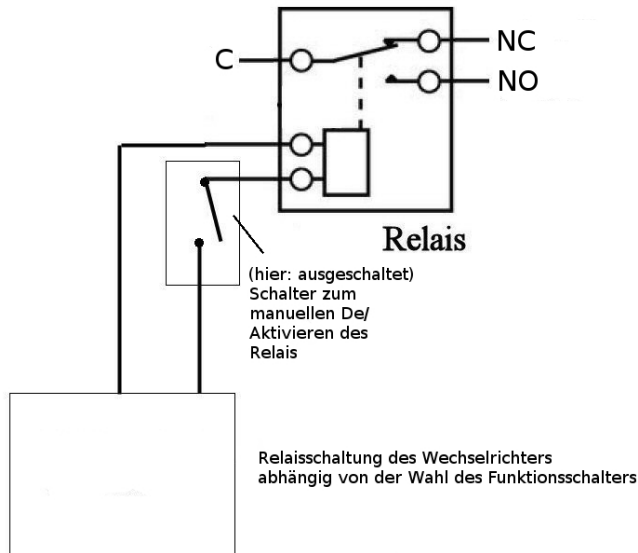 NC
C
NO
Relais
(hier: ausgeschaltet)
Schalter zum
manuellen De/
Aktivieren des
Relais
Relaisschaltung des Wechselrichters
abhängig von der Wahl des Funktionsschalters